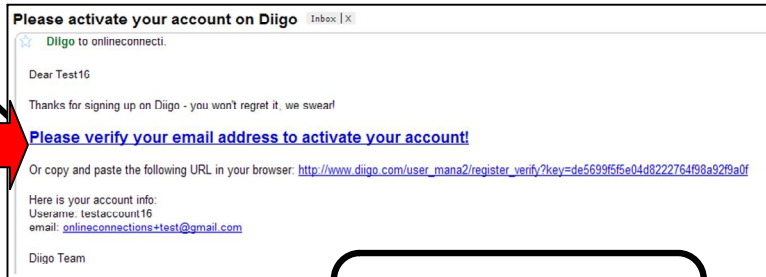 Please activate your account on Diigo Inbox | X
Diigo to onlineconnecti.
Dear Test16
Thanks for signing up on Diigo - you won't regret it, we swear!
Please verify your email address to activate your account!
Or copy and paste the following URL in your browser: http://www.diigo.com/user_mana2/register_verify?key=de5699f5f5e04d8222764f98a92f9a0f
Here is your account info:
Username: testaccount16
email: onlineconnections+test@gmail.com
Diigo Team